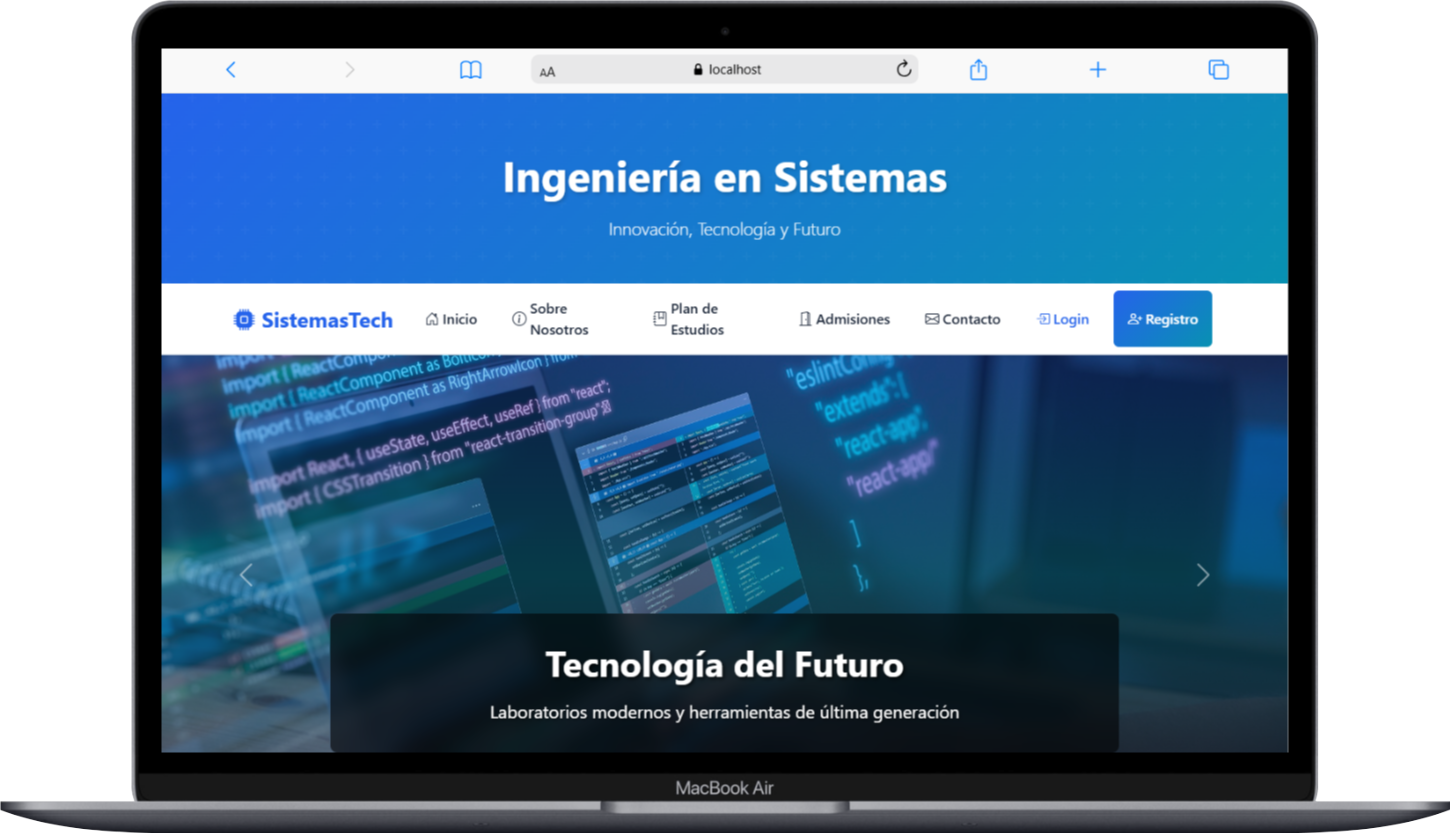 AA
localhost
Ingeniería en Sistemas
Innovación, Tecnología y Futuro
SistemasTech
Inicio
Sobre
Nosotros
Plan de
Estudios
Admisiones
Contacto
Login
Registro
import { ReactComponent
import { ReactComponent as
import { ReactComponent as RightArrowIcon } from
import React, { useState, useEffect, useRef } from "react";
import { CSSTransition } from "react-transition-group";
"eslintConfig
"extends": [
"react-app",
"react-app"
]
},
Tecnología del Futuro
Laboratorios modernos y herramientas de última generación
MacBook Air